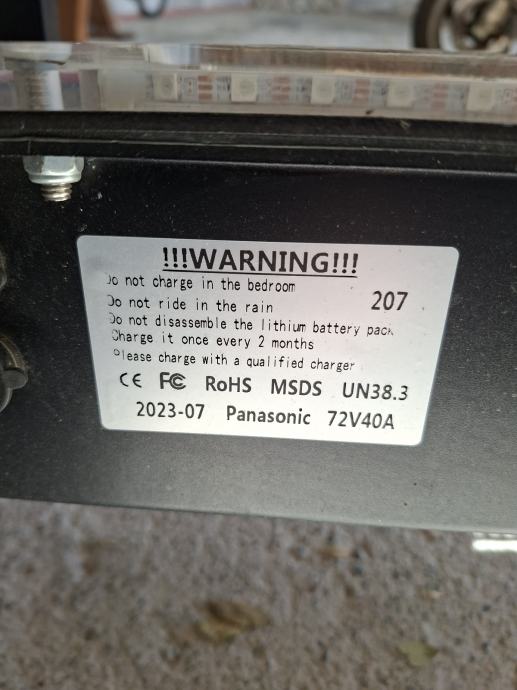 !!!WARNING!!!
Do not charge in the bedroom
Do not ride in the rain
207
Do not disassemble the lithium battery pack
Charge it once every 2 months
Please charge with a qualified charger
CE FC RoHS MSDS UN38.3
2023-07 Panasonic 72V40A